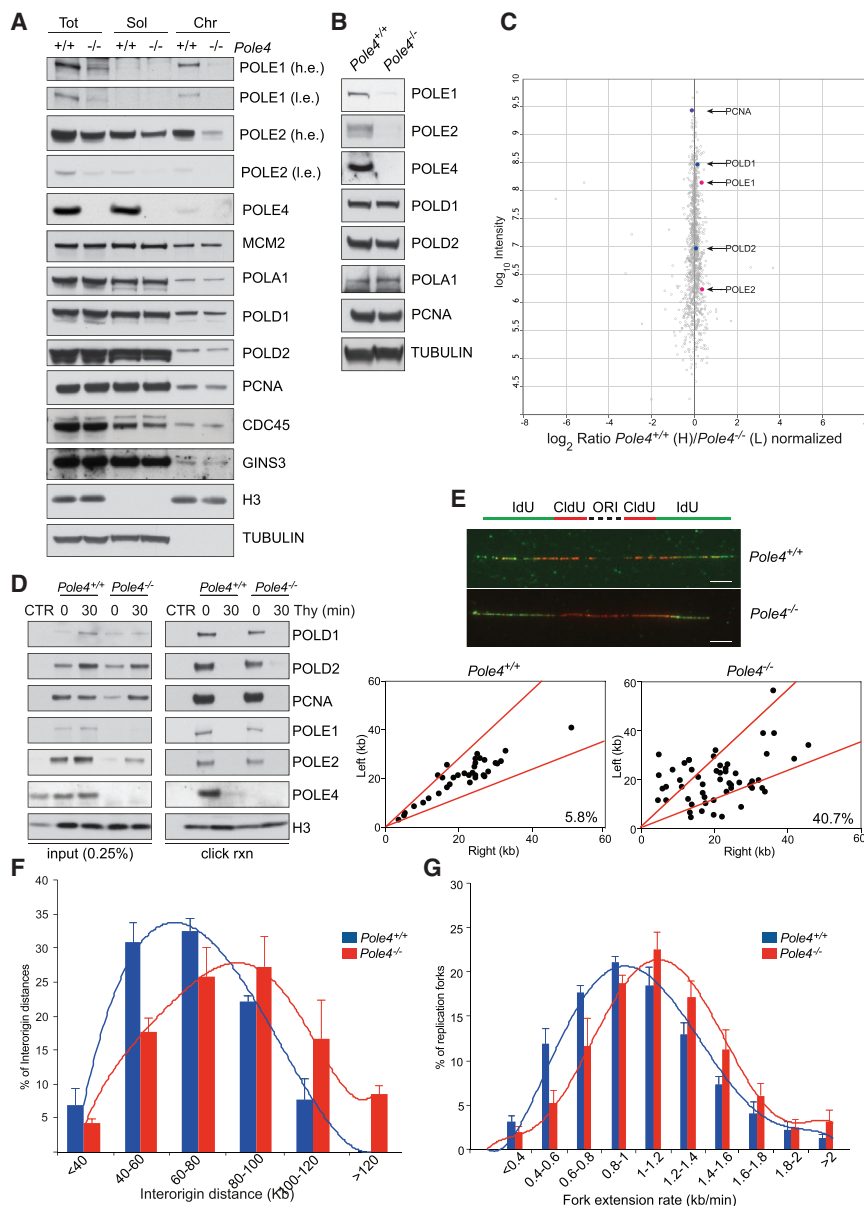 A
Tot Sol Chr
+/+ -/- +/+ -/- +/+ -/- Pole4
POLE1 (h.e.)
POLE1 (l.e.)
POLE2 (h.e.)
POLE2 (l.e.)
POLE4
MCM2
POLA1
POLD1
POLD2
PCNA
CDC45
GINS3
H3
TUBULIN
B
Pole4+/+ Pole4-/-
POLE1
POLE2
POLE4
POLD1
POLD2
POLA1
PCNA
TUBULIN
C
10
9.5
9
8.5
8
7.5
7
6.5
6
5.5
5
4.5
log10 Intensity
PCNA
POLD1
POLE1
POLD2
POLE2
-8 -6 -4 -2 0 2 4 6 8
log2 Ratio Pole4+/+ (H)/Pole4-/- (L) normalized
D
Pole4+/+ Pole4-/- Pole4+/+ Pole4-/-
CTR 0 30 0 30 CTR 0 30 0 30 Thy (min)
POLD1
POLD2
PCNA
POLE1
POLE2
POLE4
H3
input (0.25%) click rxn
E
IdU CldU ORI CldU IdU
Pole4+/+
Pole4-/-
Pole4+/+
60
40
20
0
Left (kb)
5.8%
0 20 40 60
Right (kb)
Pole4-/-
60
40
20
0
Left (kb)
40.7%
0 20 40 60
Right (kb)
F
40
35
30
25
20
15
10
5
% of Interorigin distances
Pole4+/+
Pole4-/-
<40 40-60 60-80 80-100 100-120 >120
Interorigin distance (Kb)
G
30
25
20
15
10
5
0
% of replication forks
Pole4+/+
Pole4-/-
<0.4 0.4-0.6 0.6-0.8 0.8-1 1-1.2 1.2-1.4 1.4-1.6 1.6-1.8 1.8-2 >2
Fork extension rate (kb/min)